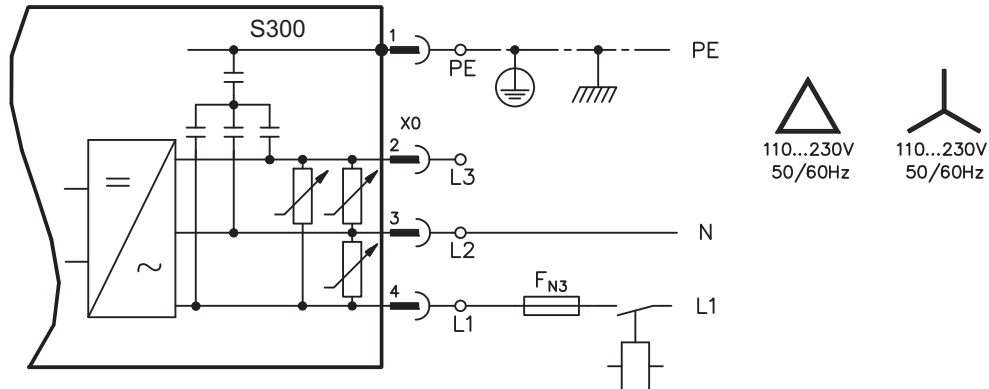 S300
1
PE
PE
X0
2
L3
3
L2
N
4
L1
FN3
L1
110...230V
50/60Hz
110...230V
50/60Hz